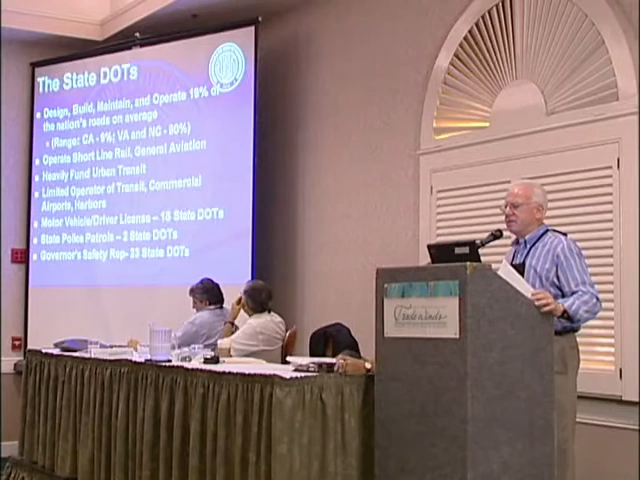 The State DOTs
Design, Build, Maintain, and Operate 19% of
the nation's roads on average
(Range: CA - 9%; VA and NC - 90%)
Operate Short Line Rail, General Aviation
Heavily Fund Urban Transit
Limited Operator of Transit, Commercial
Airports, Harbors
Motor Vehicle/Driver License – 18 State DOTs
State Police Patrols – 2 State DOTs
Governor's Safety Rep- 33 State DOTs
Tradewinds